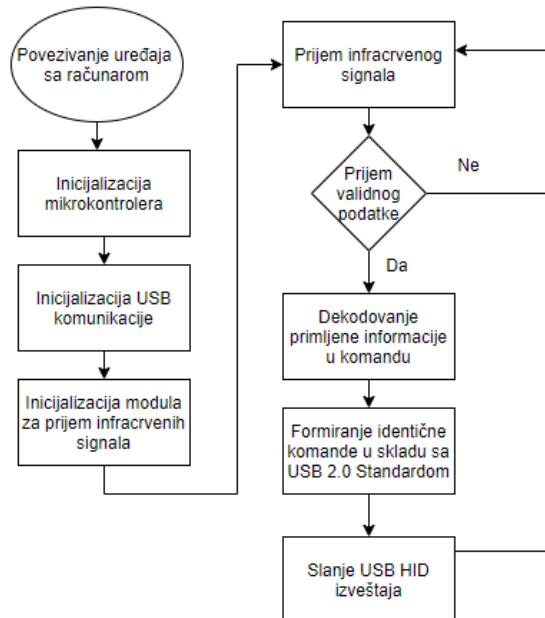 Povezivanje uređaja
sa računarom
Inicijalizacija
mikrokontrolera
Inicijalizacija USB
komunikacije
Inicijalizacija modula
za prijem infracrvenih
signala
Prijem infracrvenog
signala
Prijem
validnog
podatke
Ne
Da
Dekodovanje
primljene informacije
u komandu
Formiranje identične
komande u skladu sa
USB 2.0 Standardom
Slanje USB HID
izveštaja